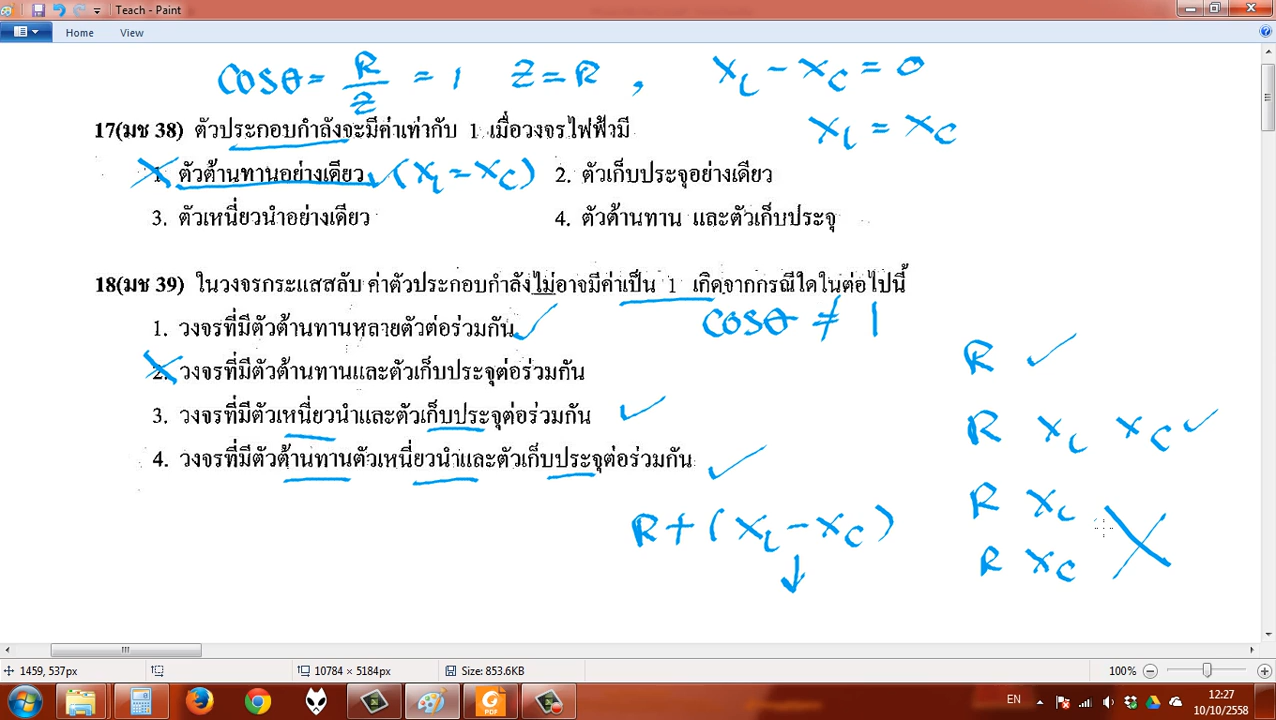 Teach - Paint
Home View
cosθ = R/Z = 1 Z = R , X_L - X_C = 0
17(มช 38) ตัวประกอบกำลังจะมีค่าเท่ากับ 1 เมื่อวงจรไฟฟ้ามี
X_L = X_C
1. ตัวต้านทานอย่างเดียว ✓ (X_L = X_C) 2. ตัวเก็บประจุอย่างเดียว
3. ตัวเหนี่ยวนำอย่างเดียว 4. ตัวต้านทาน และตัวเก็บประจุ
18(มช 39) ในวงจรกระแสสลับ ค่าตัวประกอบกำลังไม่อาจมีค่าเป็น 1 เกิดจากกรณีใดในต่อไปนี้
1. วงจรที่มีตัวต้านทานหลายตัวต่อร่วมกัน ✓ cosθ ≠ 1
R ✓
2. วงจรที่มีตัวต้านทานและตัวเก็บประจุต่อร่วมกัน
3. วงจรที่มีตัวเหนี่ยวนำและตัวเก็บประจุต่อร่วมกัน ✓
R X_L X_C ✓
4. วงจรที่มีตัวต้านทานตัวเหนี่ยวนำและตัวเก็บประจุต่อร่วมกัน ✓
R X_L
R + (X_L - X_C)
R X_C
1459, 537px 10784 × 5184px Size: 853.6KB 100%
EN 12:27
10/10/2558
PDF